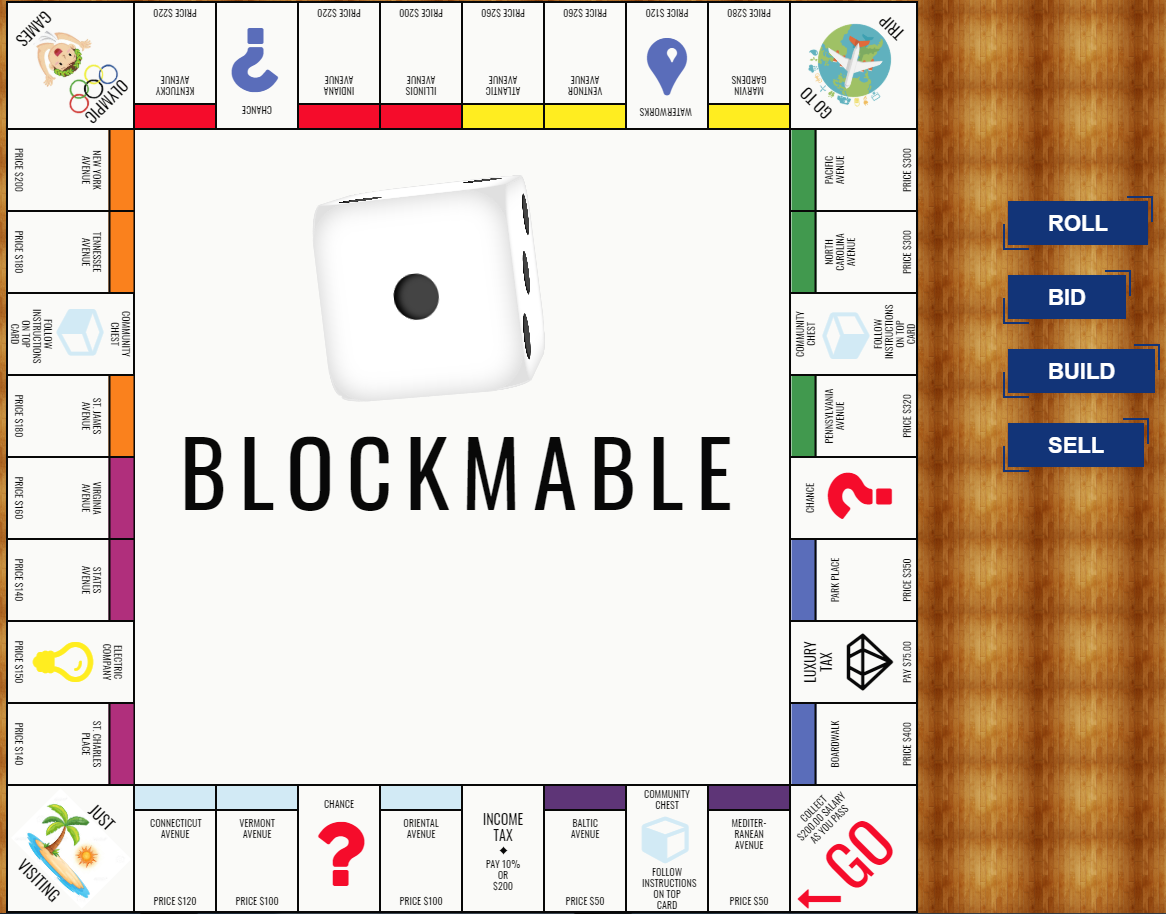 GAMES
OLYMPIC
PRICE $220
KENTUCKY
AVENUE
CHANCE
PRICE $220
INDIANA
AVENUE
PRICE $200
ILLINOIS
AVENUE
PRICE $260
ATLANTIC
AVENUE
PRICE $260
VENTNOR
AVENUE
PRICE $120
WATERWORKS
PRICE $280
MARVIN
GARDENS
GO TO
TRIP
NEW YORK
AVENUE
PRICE $200
TENNESSEE
AVENUE
PRICE $180
COMMUNITY
CHEST
FOLLOW
INSTRUCTIONS
ON TOP
CARD
ST. JAMES
AVENUE
PRICE $180
VIRGINIA
AVENUE
PRICE $160
STATES
AVENUE
PRICE $140
ELECTRIC
COMPANY
PRICE $150
ST. CHARLES
PLACE
PRICE $140
BLOCKMABLE
PACIFIC
AVENUE
PRICE $300
NORTH
CAROLINA
AVENUE
PRICE $300
COMMUNITY
CHEST
FOLLOW
INSTRUCTIONS
ON TOP
CARD
PENNSYLVANIA
AVENUE
PRICE $320
CHANCE
PARK PLACE
PRICE $350
LUXURY
TAX
PAY $75.00
BOARDWALK
PRICE $400
JUST
VISITING
CONNECTICUT
AVENUE
PRICE $120
VERMONT
AVENUE
PRICE $100
CHANCE
?
ORIENTAL
AVENUE
PRICE $100
INCOME
TAX
PAY 10%
OR
$200
BALTIC
AVENUE
PRICE $50
COMMUNITY
CHEST
FOLLOW
INSTRUCTIONS
ON TOP
CARD
MEDITER-
RANEAN
AVENUE
PRICE $50
COLLECT
$200.00 SALARY
AS YOU PASS
GO
ROLL
BID
BUILD
SELL